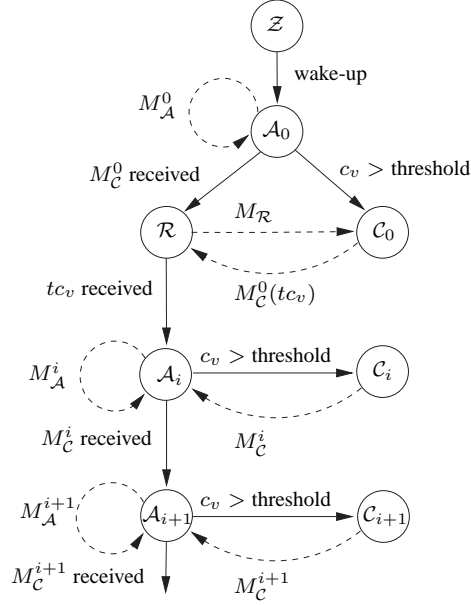 𝒵
wake-up
M_𝒜^0
𝒜_0
M_𝒞^0 received
c_v > threshold
ℛ
M_ℛ
𝒞_0
tc_v received
M_𝒞^0(tc_v)
M_𝒜^i
𝒜_i
c_v > threshold
𝒞_i
M_𝒞^i received
M_𝒞^i
M_𝒜^{i+1}
𝒜_{i+1}
c_v > threshold
𝒞_{i+1}
M_𝒞^{i+1} received
M_𝒞^{i+1}